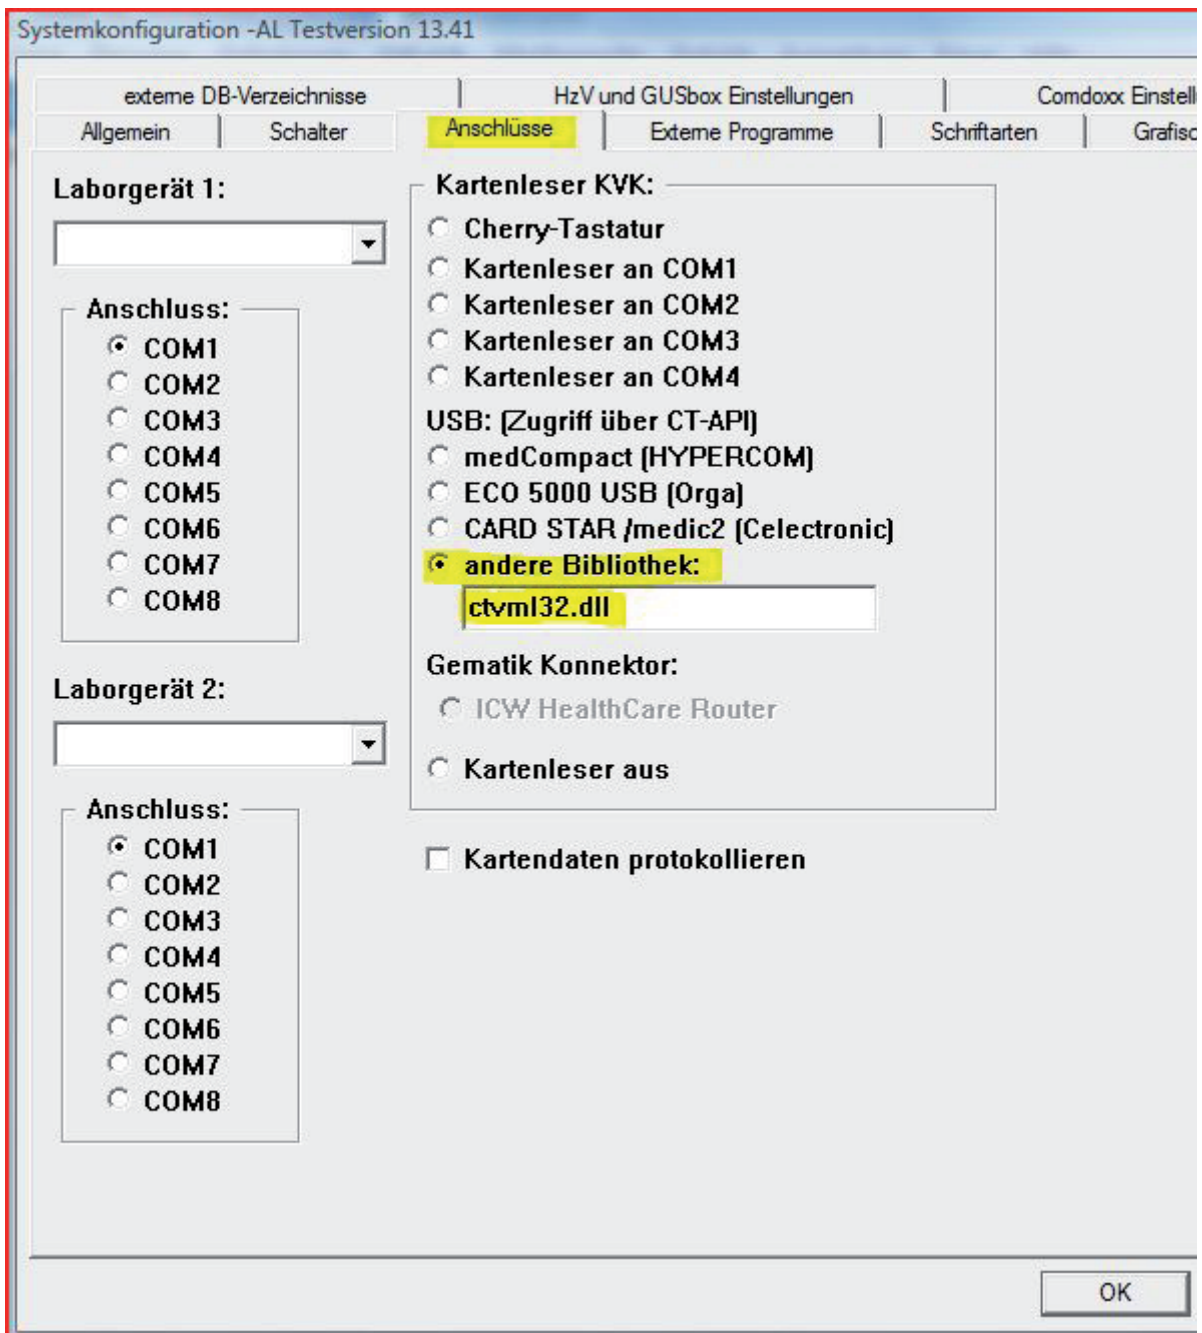 Systemkonfiguration -AL Testversion 13.41
externe DB-Verzeichnisse
HzV und GUSbox Einstellungen
Comdoxx Einstell
Allgemein
Schalter
Anschlüsse
Externe Programme
Schriftarten
Grafisc
Laborgerät 1:
Anschluss:
COM1
COM2
COM3
COM4
COM5
COM6
COM7
COM8
Laborgerät 2:
Anschluss:
COM1
COM2
COM3
COM4
COM5
COM6
COM7
COM8
Kartenleser KVK:
Cherry-Tastatur
Kartenleser an COM1
Kartenleser an COM2
Kartenleser an COM3
Kartenleser an COM4
USB: (Zugriff über CT-API)
medCompact (HYPERCOM)
ECO 5000 USB (Orga)
CARD STAR /medic2 (Celectronic)
andere Bibliothek:
ctvml32.dll
Gematik Konnektor:
ICW HealthCare Router
Kartenleser aus
Kartendaten protokollieren
OK